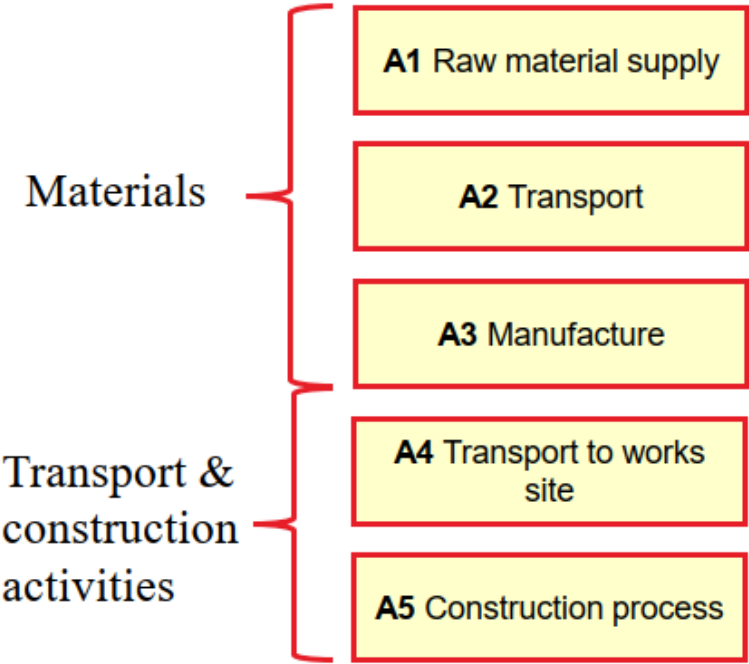 Materials
A1 Raw material supply
A2 Transport
A3 Manufacture
Transport &
construction
activities
A4 Transport to works
site
A5 Construction process